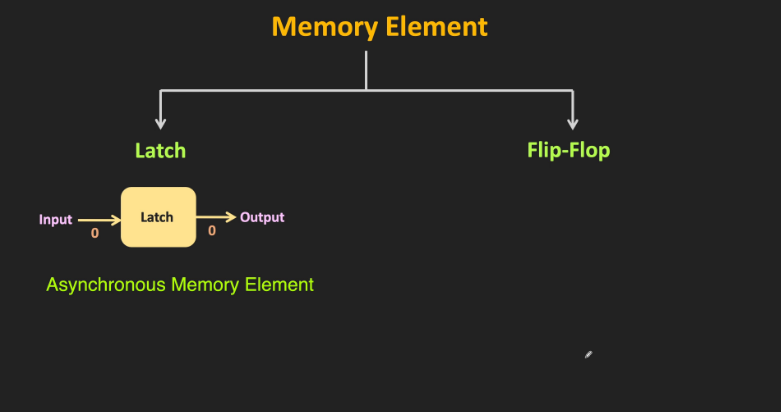 Memory Element
Latch
Flip-Flop
Input
0
Latch
0
Output
Asynchronous Memory Element